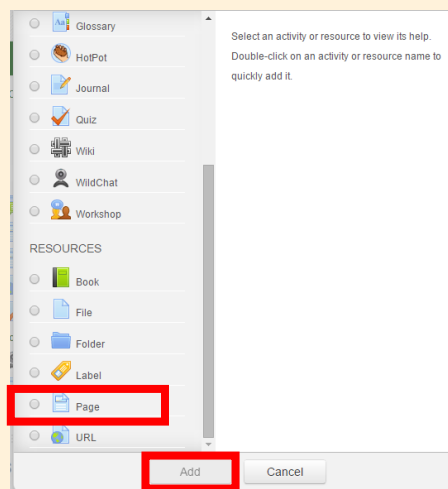 Glossary
HotPot
Journal
Quiz
Wiki
WildChat
Workshop
RESOURCES
Book
File
Folder
Label
Page
URL
Select an activity or resource to view its help.
Double-click on an activity or resource name to
quickly add it.
Add
Cancel